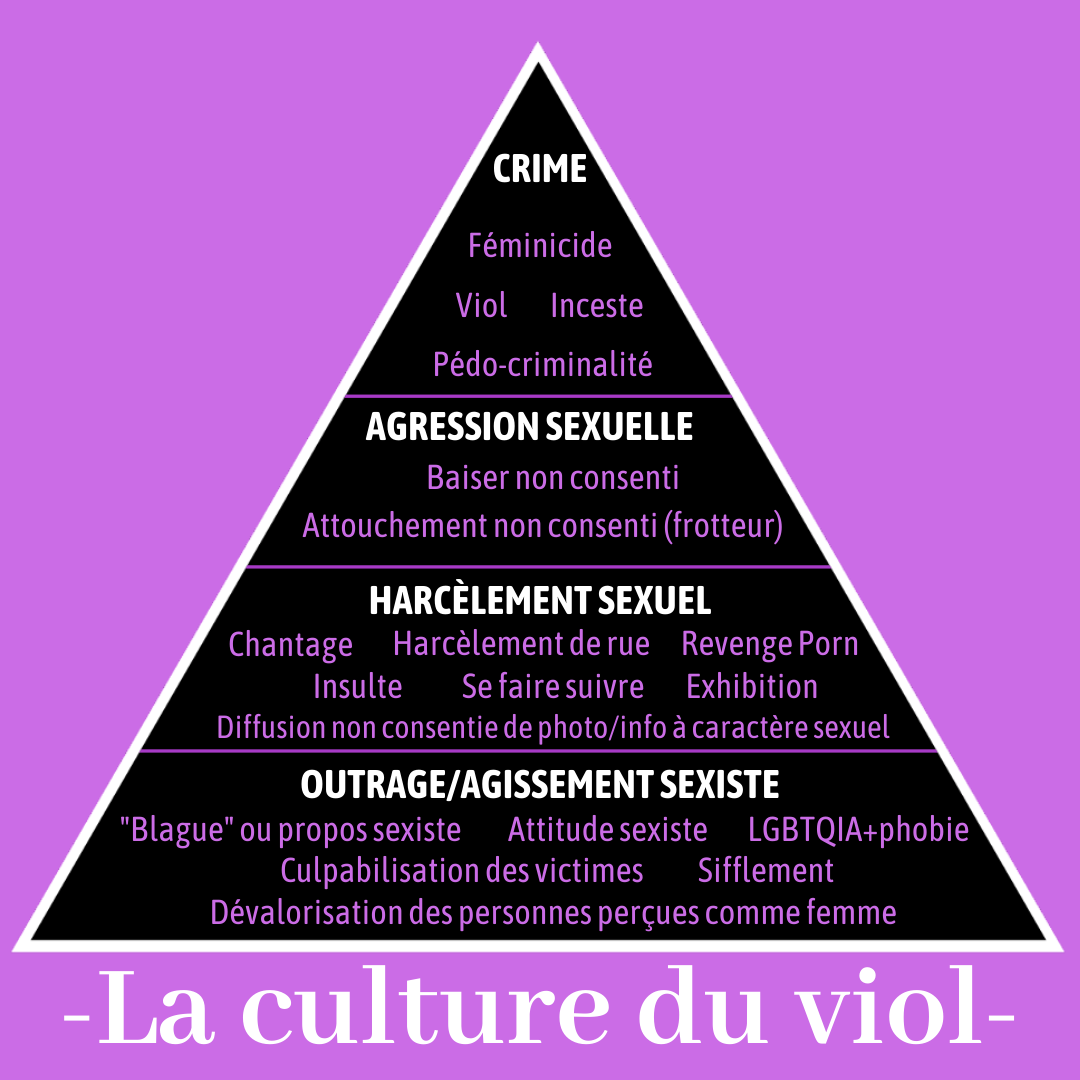 CRIME
Féminicide
Viol Inceste
Pédo-criminalité
AGRESSION SEXUELLE
Baiser non consenti
Attouchement non consenti (frotteur)
HARCÈLEMENT SEXUEL
Chantage Harcèlement de rue Revenge Porn
Insulte Se faire suivre Exhibition
Diffusion non consentie de photo/info à caractère sexuel
OUTRAGE/AGISSEMENT SEXISTE
"Blague" ou propos sexiste Attitude sexiste LGBTQIA+phobie
Culpabilisation des victimes Sifflement
Dévalorisation des personnes perçues comme femme
-La culture du viol-